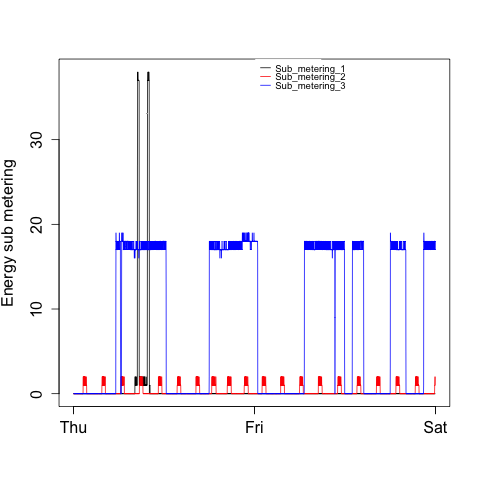 Sub_metering_1
Sub_metering_2
Sub_metering_3
Energy sub metering
30
20
10
0
Thu Fri Sat